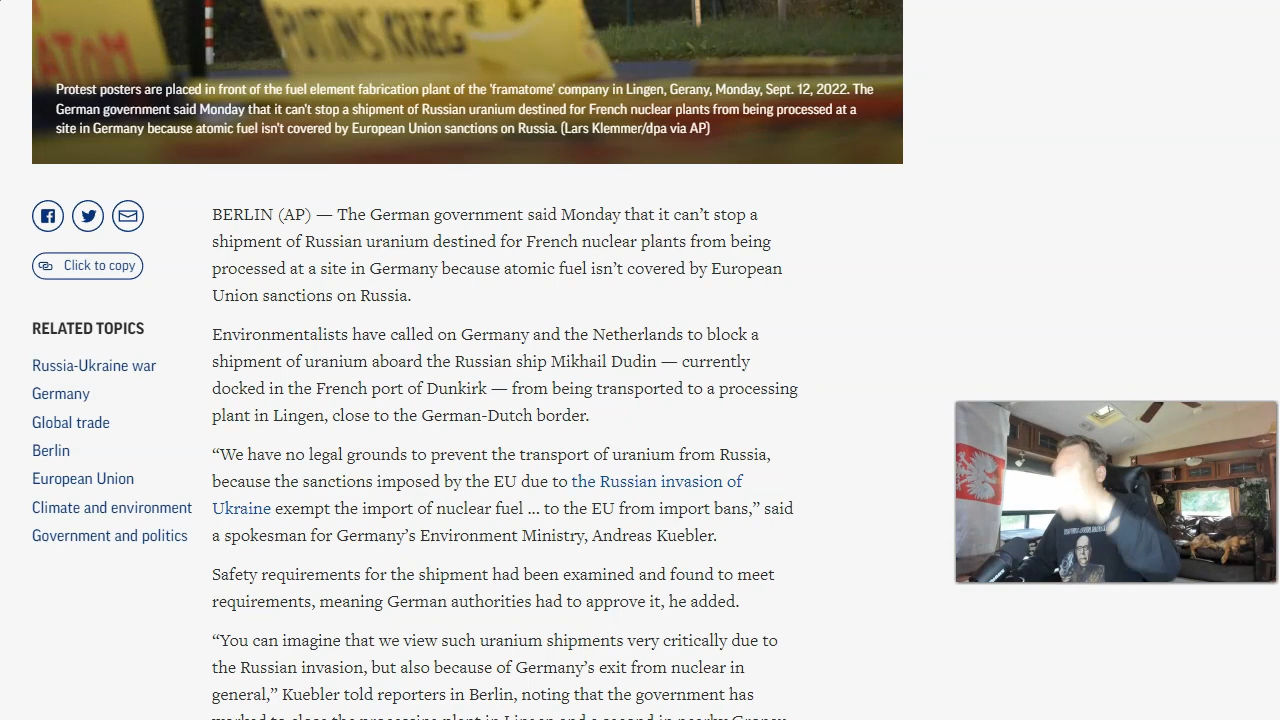 ATOM
PUTINS KRIEG
Protest posters are placed in front of the fuel element fabrication plant of the 'framatome' company in Lingen, Gerany, Monday, Sept. 12, 2022. The
German government said Monday that it can't stop a shipment of Russian uranium destined for French nuclear plants from being processed at a
site in Germany because atomic fuel isn't covered by European Union sanctions on Russia. (Lars Klemmer/dpa via AP)
Click to copy
RELATED TOPICS
Russia-Ukraine war
Germany
Global trade
Berlin
European Union
Climate and environment
Government and politics
BERLIN (AP) — The German government said Monday that it can’t stop a
shipment of Russian uranium destined for French nuclear plants from being
processed at a site in Germany because atomic fuel isn’t covered by European
Union sanctions on Russia.
Environmentalists have called on Germany and the Netherlands to block a
shipment of uranium aboard the Russian ship Mikhail Dudin — currently
docked in the French port of Dunkirk — from being transported to a processing
plant in Lingen, close to the German-Dutch border.
“We have no legal grounds to prevent the transport of uranium from Russia,
because the sanctions imposed by the EU due to the Russian invasion of
Ukraine exempt the import of nuclear fuel ... to the EU from import bans,” said
a spokesman for Germany’s Environment Ministry, Andreas Kuebler.
Safety requirements for the shipment had been examined and found to meet
requirements, meaning German authorities had to approve it, he added.
“You can imagine that we view such uranium shipments very critically due to
the Russian invasion, but also because of Germany’s exit from nuclear in
general,” Kuebler told reporters in Berlin, noting that the government has